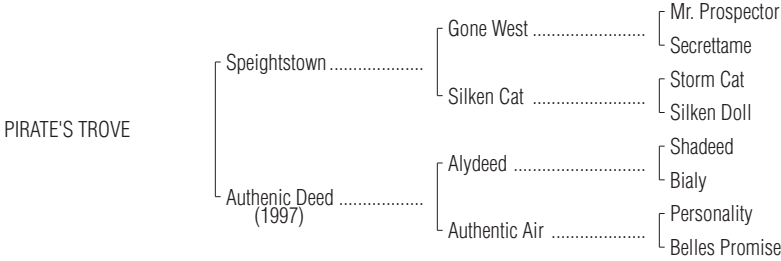 Mr. Prospector
Gone West ........................
Secrettame
Speightstown ....................
Storm Cat
Silken Cat ........................
Silken Doll
PIRATE'S TROVE
Shadeed
Alydeed ............................
Bialy
Authenic Deed ..................
(1997)
Personality
Authentic Air ....................
Belles Promise